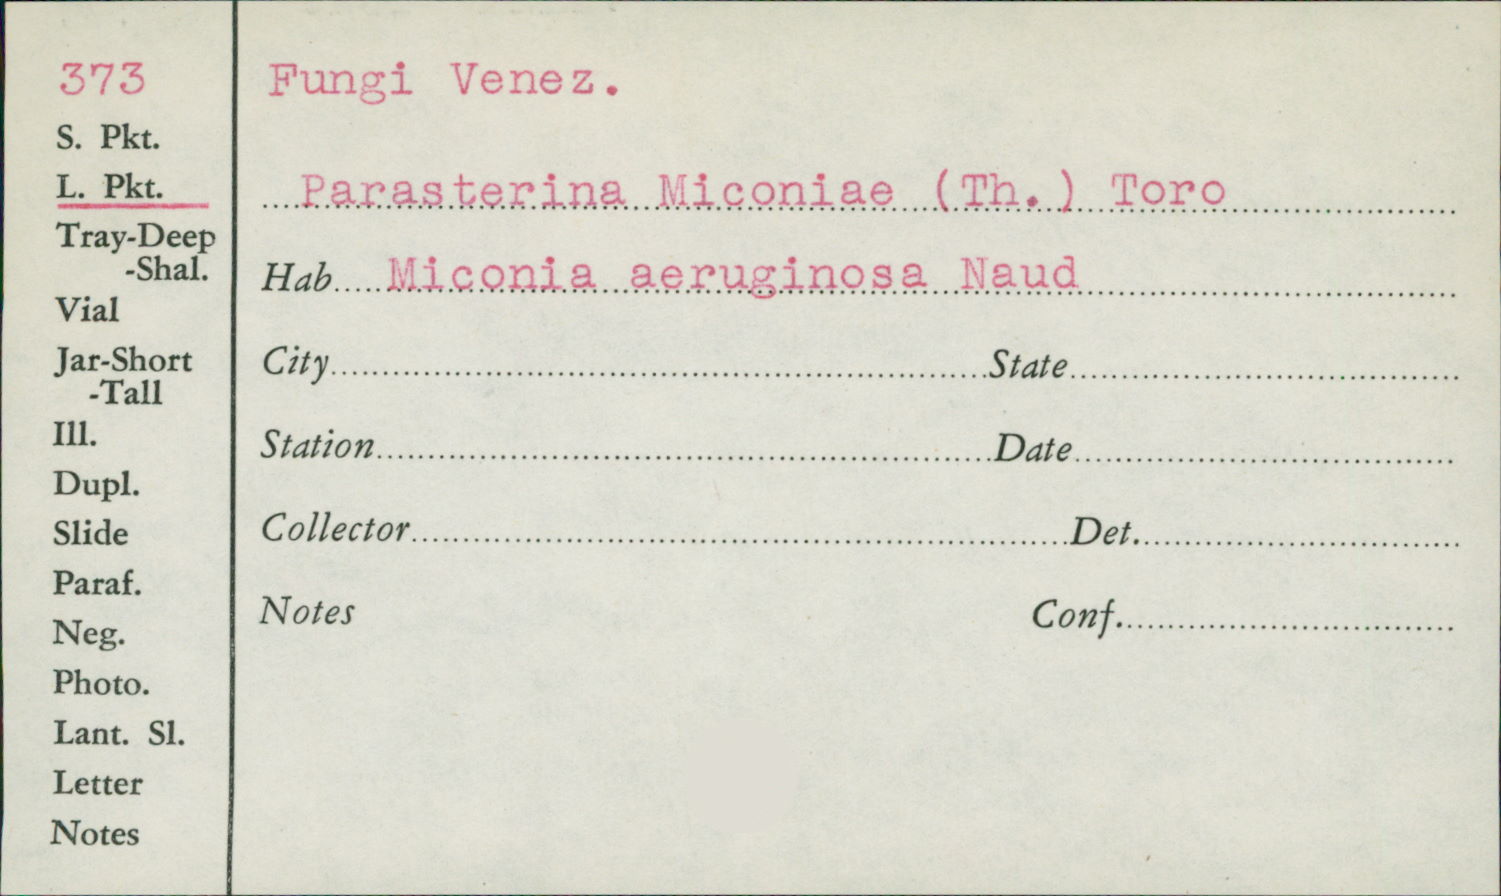 373
S. Pkt.
L. Pkt.
Tray-Deep
-Shal.
Vial
Jar-Short
-Tall
Ill.
Dupl.
Slide
Paraf.
Neg.
Photo.
Lant. Sl.
Letter
Notes
Fungi Venez.
Parasterina Miconiae (Th.) Toro
Hab.....Miconia aeruginosa Naud
City State
Station Date
Collector Det.
Notes Conf.